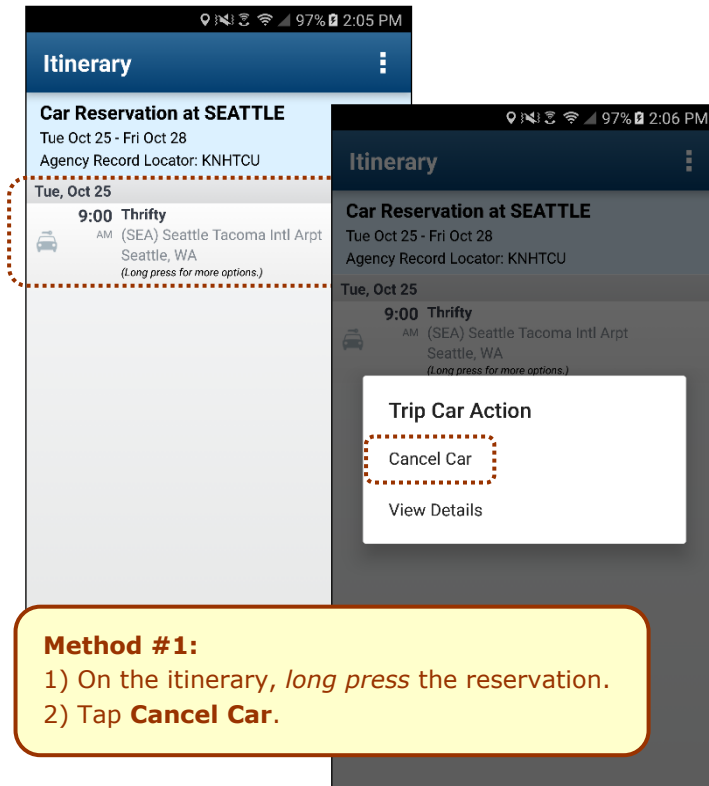 97% 2:05 PM
Itinerary
Car Reservation at SEATTLE
Tue Oct 25 - Fri Oct 28
Agency Record Locator: KNHTCU
Tue, Oct 25
9:00 Thrifty
AM (SEA) Seattle Tacoma Intl Arpt
Seattle, WA
(Long press for more options.)
97% 2:06 PM
Itinerary
Car Reservation at SEATTLE
Tue Oct 25 - Fri Oct 28
Agency Record Locator: KNHTCU
Tue, Oct 25
9:00 Thrifty
AM (SEA) Seattle Tacoma Intl Arpt
Seattle, WA
(Long press for more options.)
Trip Car Action
Cancel Car
View Details
Method #1:
1) On the itinerary, long press the reservation.
2) Tap Cancel Car.